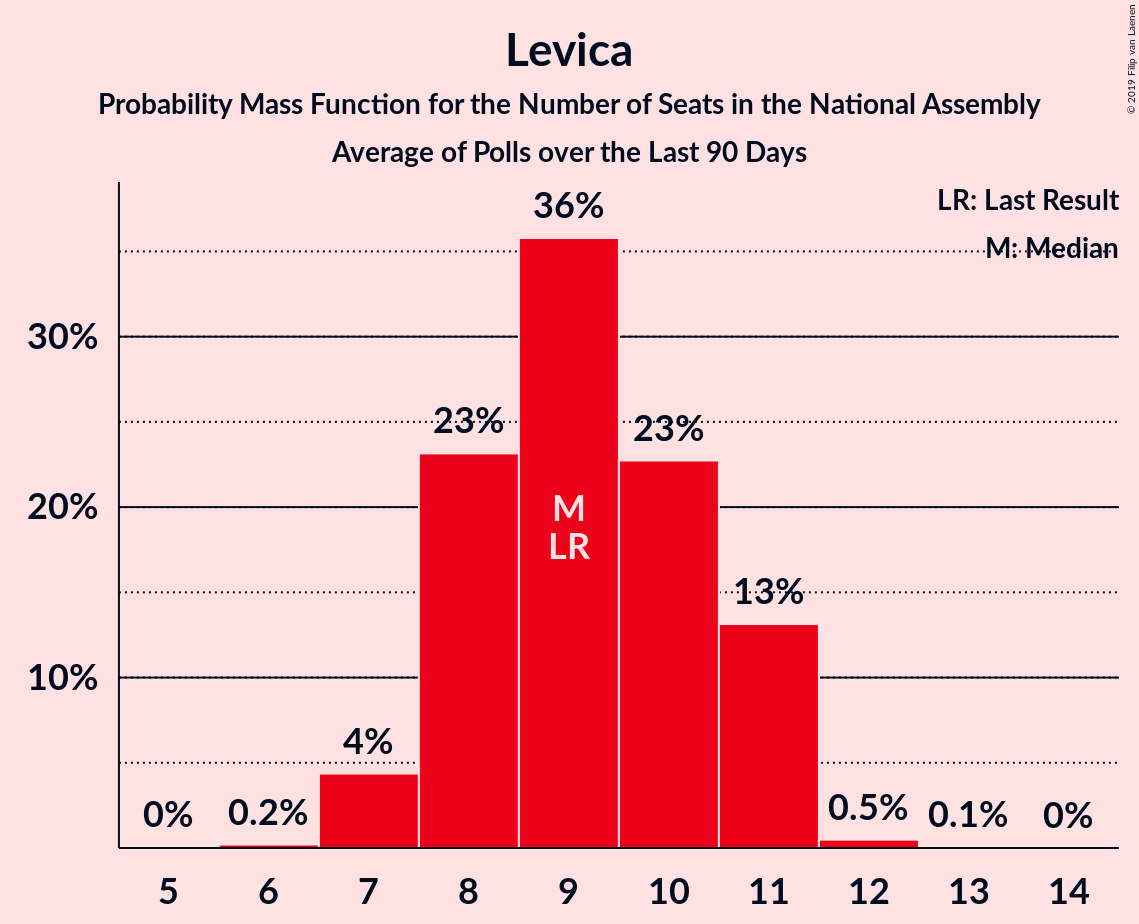 Levica
Probability Mass Function for the Number of Seats in the National Assembly
Average of Polls over the Last 90 Days
© 2019 Filip van Laenen
LR: Last Result
M: Median
30%
20%
10%
0%
0.2%
4%
23%
36%
23%
13%
0.5%
0.1%
0%
M
LR
5 6 7 8 9 10 11 12 13 14